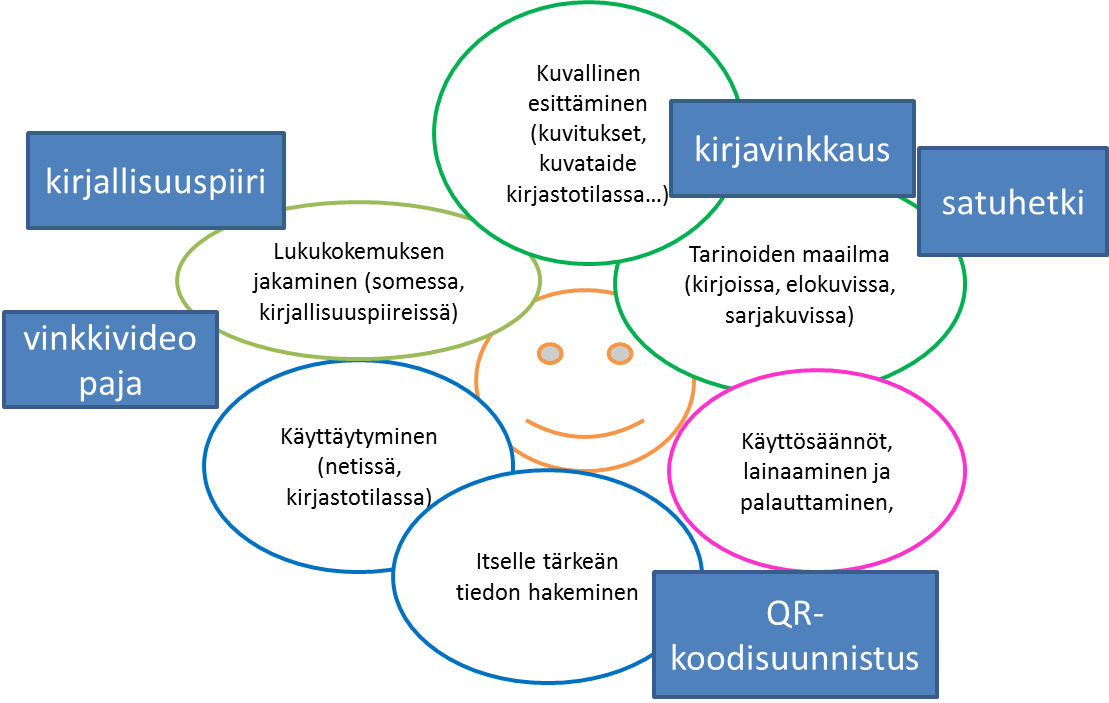 Kuvallinen
esittäminen
(kuvitukset,
kuvataide
kirjastotilassa…)
kirjavinkkaus
satuhetki
kirjallisuuspiiri
Lukukokemuksen
jakaminen (somessa,
kirjallisuuspiireissä)
Tarinoiden maailma
(kirjoissa, elokuvissa,
sarjakuvissa)
vinkkivideo
paja
Käyttäytyminen
(netissä,
kirjastotilassa)
Käyttösäännöt,
lainaaminen ja
palauttaminen,
Itselle tärkeän
tiedon hakeminen
QR-
koodisuunnistus